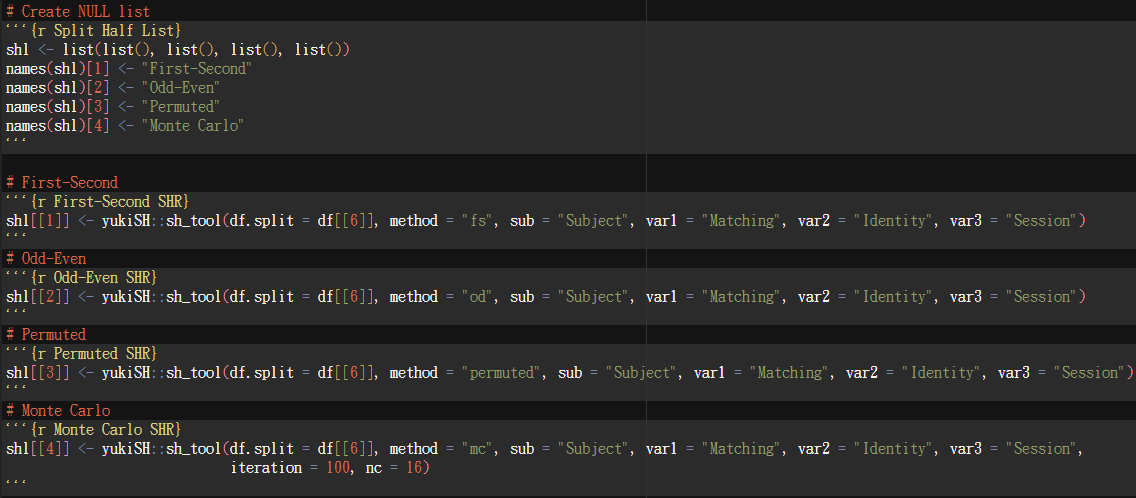 # Create NULL list
```{r Split Half List}
shl <- list(list(), list(), list(), list())
names(shl)[1] <- "First-Second"
names(shl)[2] <- "Odd-Even"
names(shl)[3] <- "Permuted"
names(shl)[4] <- "Monte Carlo"
```
# First-Second
```{r First-Second SHR}
shl[[1]] <- yukiSH::sh_tool(df.split = df[[6]], method = "fs", sub = "Subject", var1 = "Matching", var2 = "Identity", var3 = "Session")
```
# Odd-Even
```{r Odd-Even SHR}
shl[[2]] <- yukiSH::sh_tool(df.split = df[[6]], method = "od", sub = "Subject", var1 = "Matching", var2 = "Identity", var3 = "Session")
```
# Permuted
```{r Permuted SHR}
shl[[3]] <- yukiSH::sh_tool(df.split = df[[6]], method = "permuted", sub = "Subject", var1 = "Matching", var2 = "Identity", var3 = "Session")
```
# Monte Carlo
```{r Monte Carlo SHR}
shl[[4]] <- yukiSH::sh_tool(df.split = df[[6]], method = "mc", sub = "Subject", var1 = "Matching", var2 = "Identity", var3 = "Session",
iteration = 100, nc = 16)
```